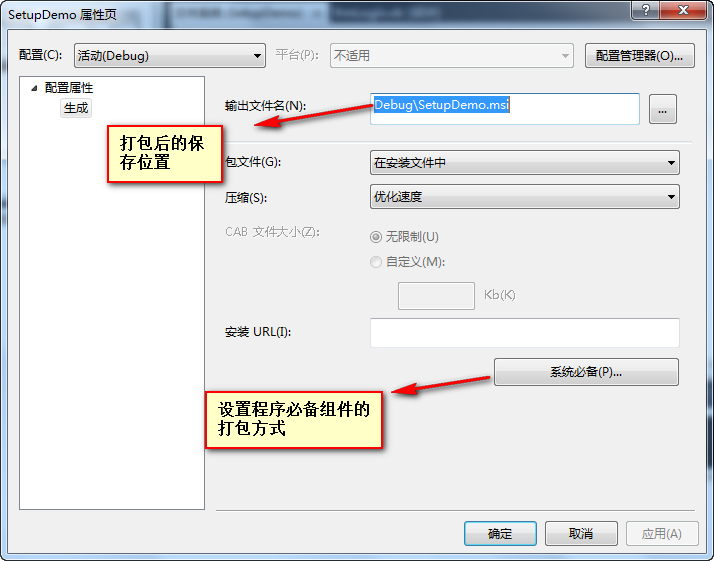 SetupDemo 属性页
配置(C): 活动(Debug) 平台(P): 不适用 配置管理器(O)...
配置属性
生成
输出文件名(N): Debug\SetupDemo.msi ...
打包后的保
存位置
包文件(G): 在安装文件中
压缩(S): 优化速度
CAB 文件大小(Z): 无限制(U)
自定义(M):
Kb(K)
安装 URL(I):
系统必备(P)...
设置程序必备组件的
打包方式
确定 取消 应用(A)